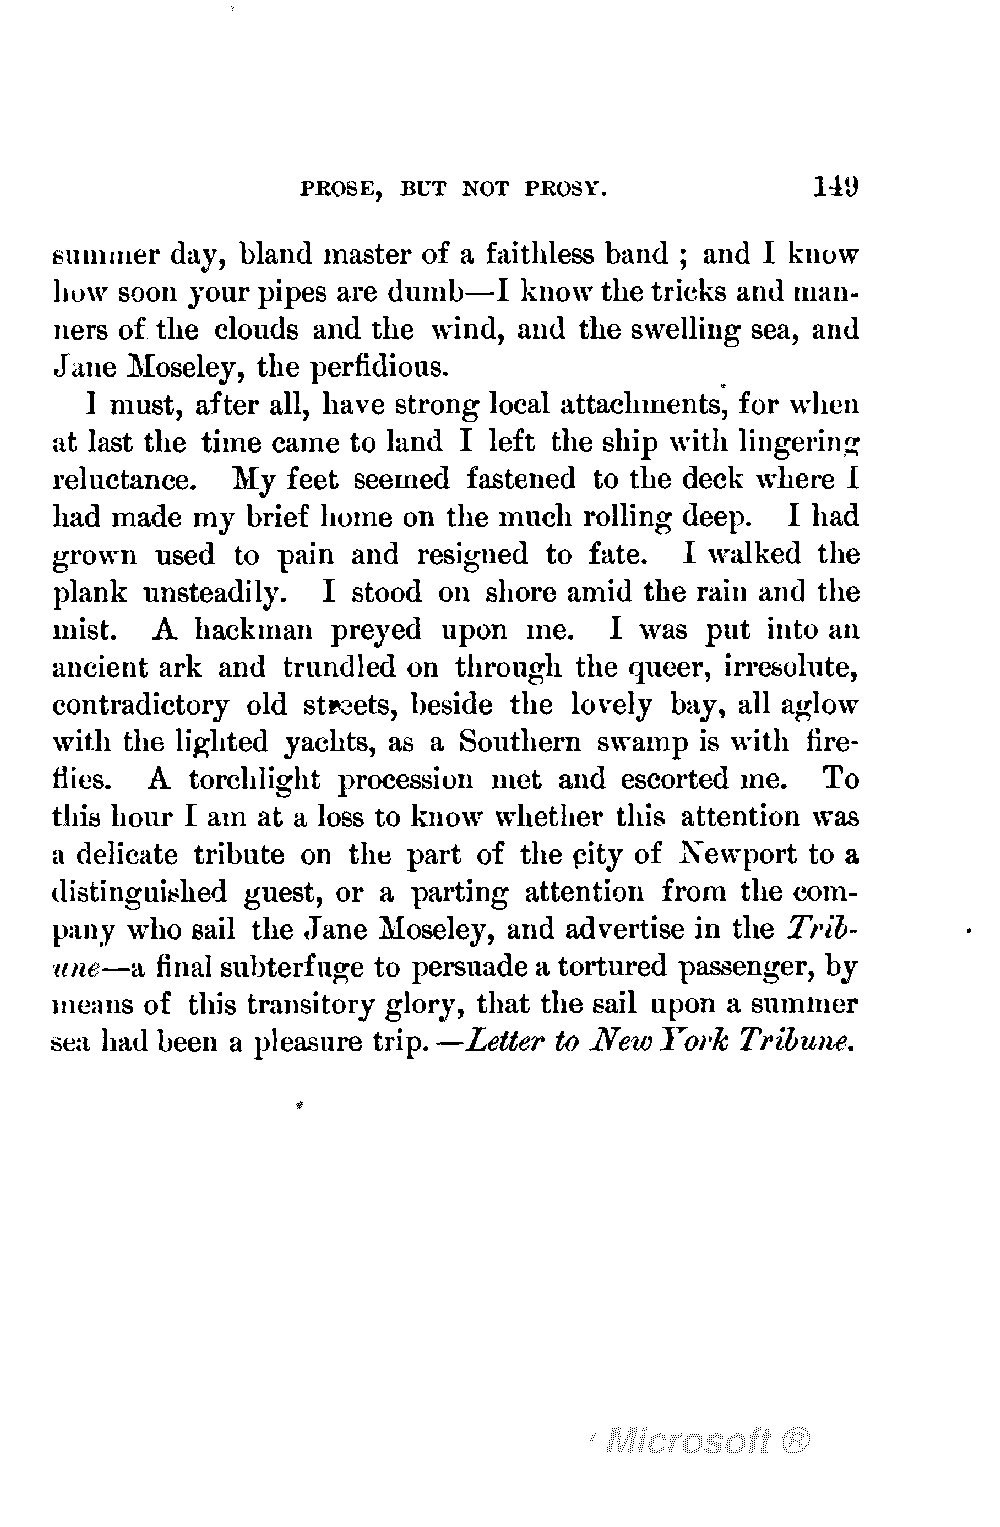 PROSE, BUT NOT PROSY. 149
summer day, bland master of a faithless band ; and I know
how soon your pipes are dumb—I know the tricks and man-
ners of the clouds and the wind, and the swelling sea, and
Jane Moseley, the perfidious.
I must, after all, have strong local attachments, for when
at last the time came to land I left the ship with lingering
reluctance. My feet seemed fastened to the deck where I
had made my brief home on the much rolling deep. I had
grown used to pain and resigned to fate. I walked the
plank unsteadily. I stood on shore amid the rain and the
mist. A hackman preyed upon me. I was put into an
ancient ark and trundled on through the queer, irresolute,
contradictory old streets, beside the lovely bay, all aglow
with the lighted yachts, as a Southern swamp is with fire-
flies. A torchlight procession met and escorted me. To
this hour I am at a loss to know whether this attention was
a delicate tribute on the part of the city of Newport to a
distinguished guest, or a parting attention from the com-
pany who sail the Jane Moseley, and advertise in the Trib-
une—a final subterfuge to persuade a tortured passenger, by
means of this transitory glory, that the sail upon a summer
sea had been a pleasure trip.—Letter to New York Tribune.
Microsoft ®